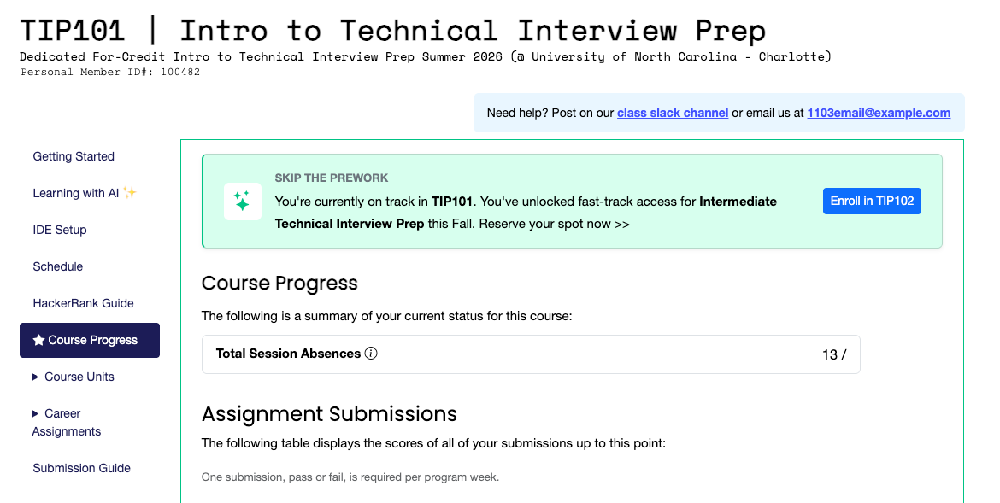 TIP101 | Intro to Technical Interview Prep
Dedicated For-Credit Intro to Technical Interview Prep Summer 2026 (@ University of North Carolina - Charlotte)
Personal Member ID#: 100482
Need help? Post on our class slack channel or email us at 1103email@example.com
Getting Started
Learning with AI ✨
IDE Setup
Schedule
HackerRank Guide
★ Course Progress
▶ Course Units
▶ Career
Assignments
Submission Guide
SKIP THE PREWORK
You're currently on track in TIP101. You've unlocked fast-track access for Intermediate
Technical Interview Prep this Fall. Reserve your spot now >>
Enroll in TIP102
Course Progress
The following is a summary of your current status for this course:
Total Session Absences ⓘ 13 /
Assignment Submissions
The following table displays the scores of all of your submissions up to this point:
One submission, pass or fail, is required per program week.